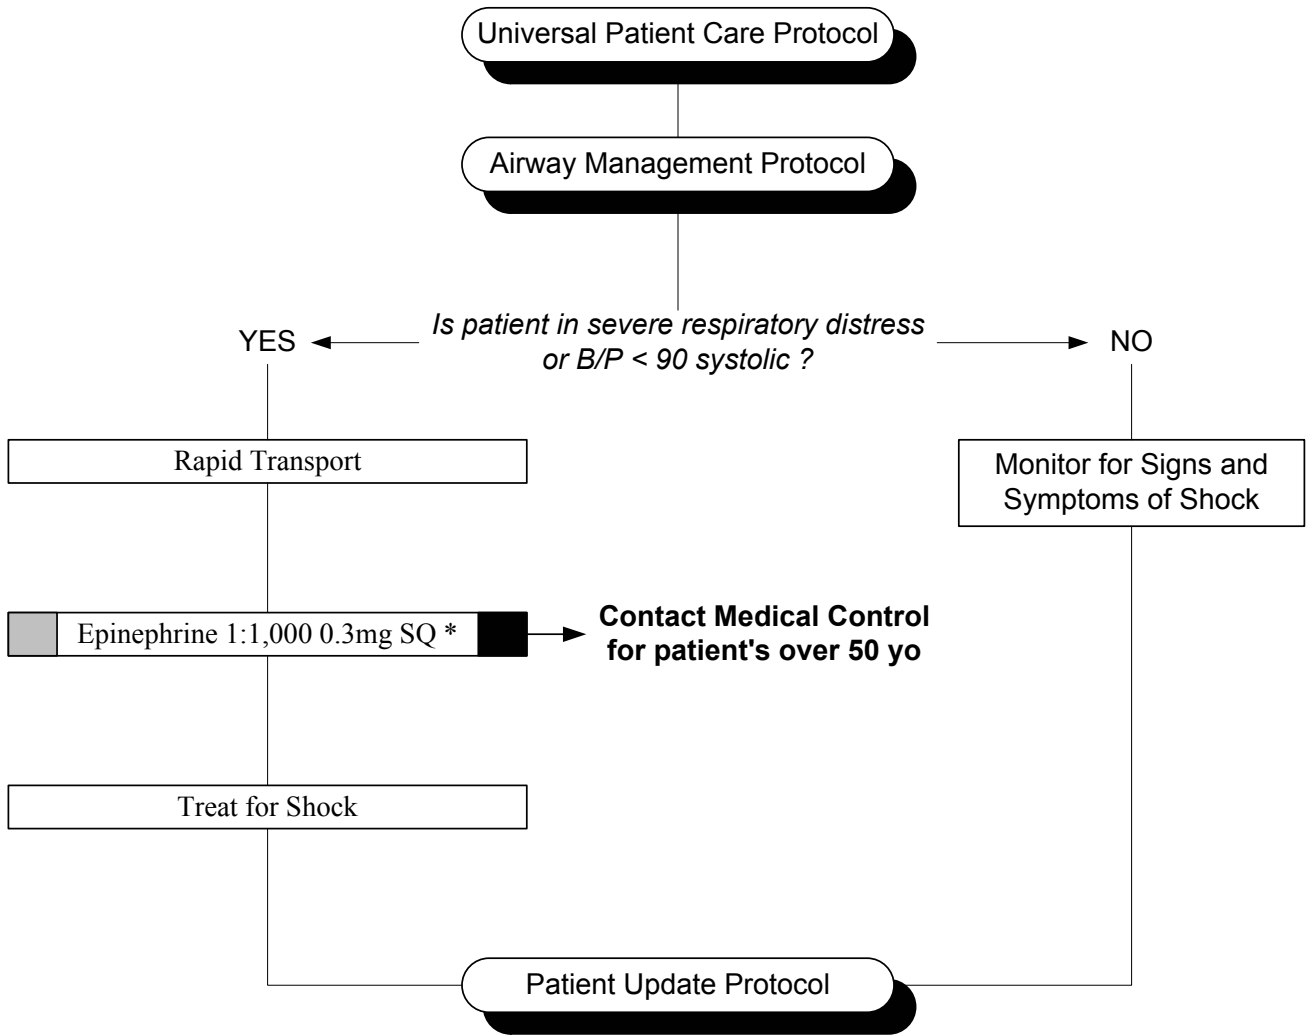 Universal Patient Care Protocol
Airway Management Protocol
Is patient in severe respiratory distress
or B/P < 90 systolic ?
YES
NO
Rapid Transport
Monitor for Signs and
Symptoms of Shock
Epinephrine 1:1,000 0.3mg SQ *
Contact Medical Control
for patient's over 50 yo
Treat for Shock
Patient Update Protocol